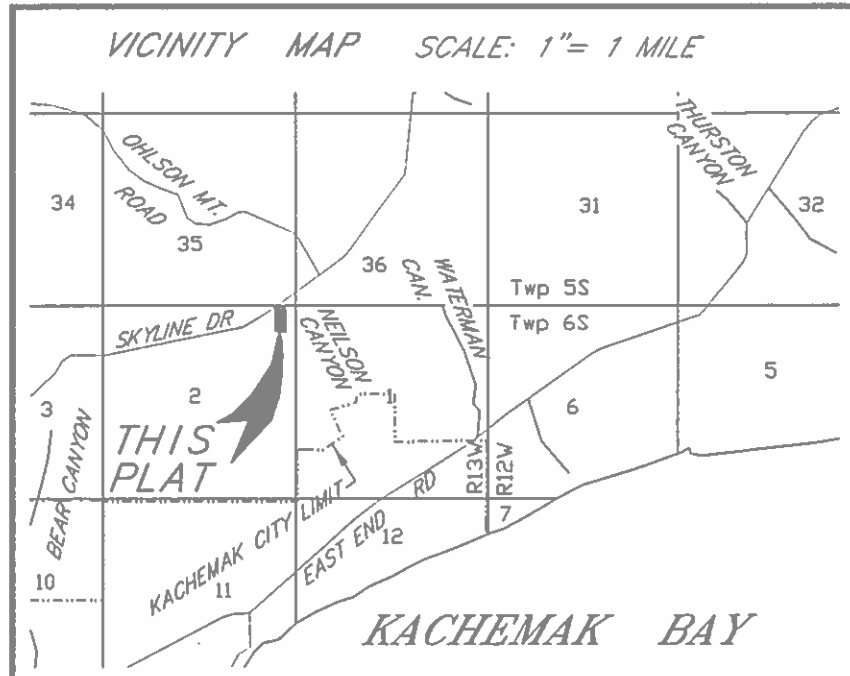 VICINITY MAP SCALE: 1"= 1 MILE
THURSTON
CANYON
OHLSON MT.
ROAD
34
35
36
31
32
WATERMAN
CAN.
Twp 5S
Twp 6S
SKYLINE DR
NEILSON
CANYON
3
2
1
6
5
THIS
PLAT
BEAR CANYON
R13W
R12W
KACHEMAK CITY LIMIT
EAST END RD
7
12
11
10
KACHEMAK BAY